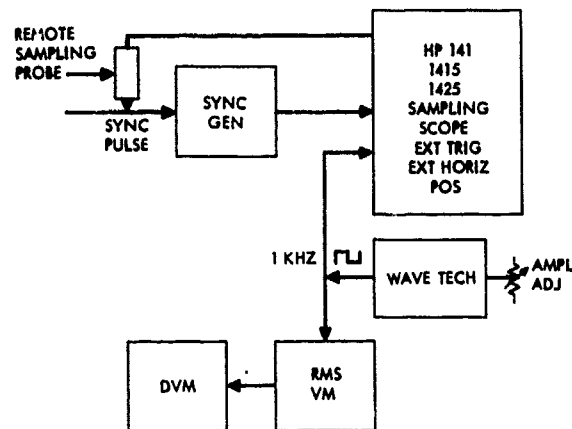 REMOTE
SAMPLING
PROBE
SYNC
PULSE
SYNC
GEN
HP 141
1415
1425
SAMPLING
SCOPE
EXT TRIG
EXT HORIZ
POS
1 KHZ
WAVE TECH
AMPL
ADJ
DVM
RMS
VM